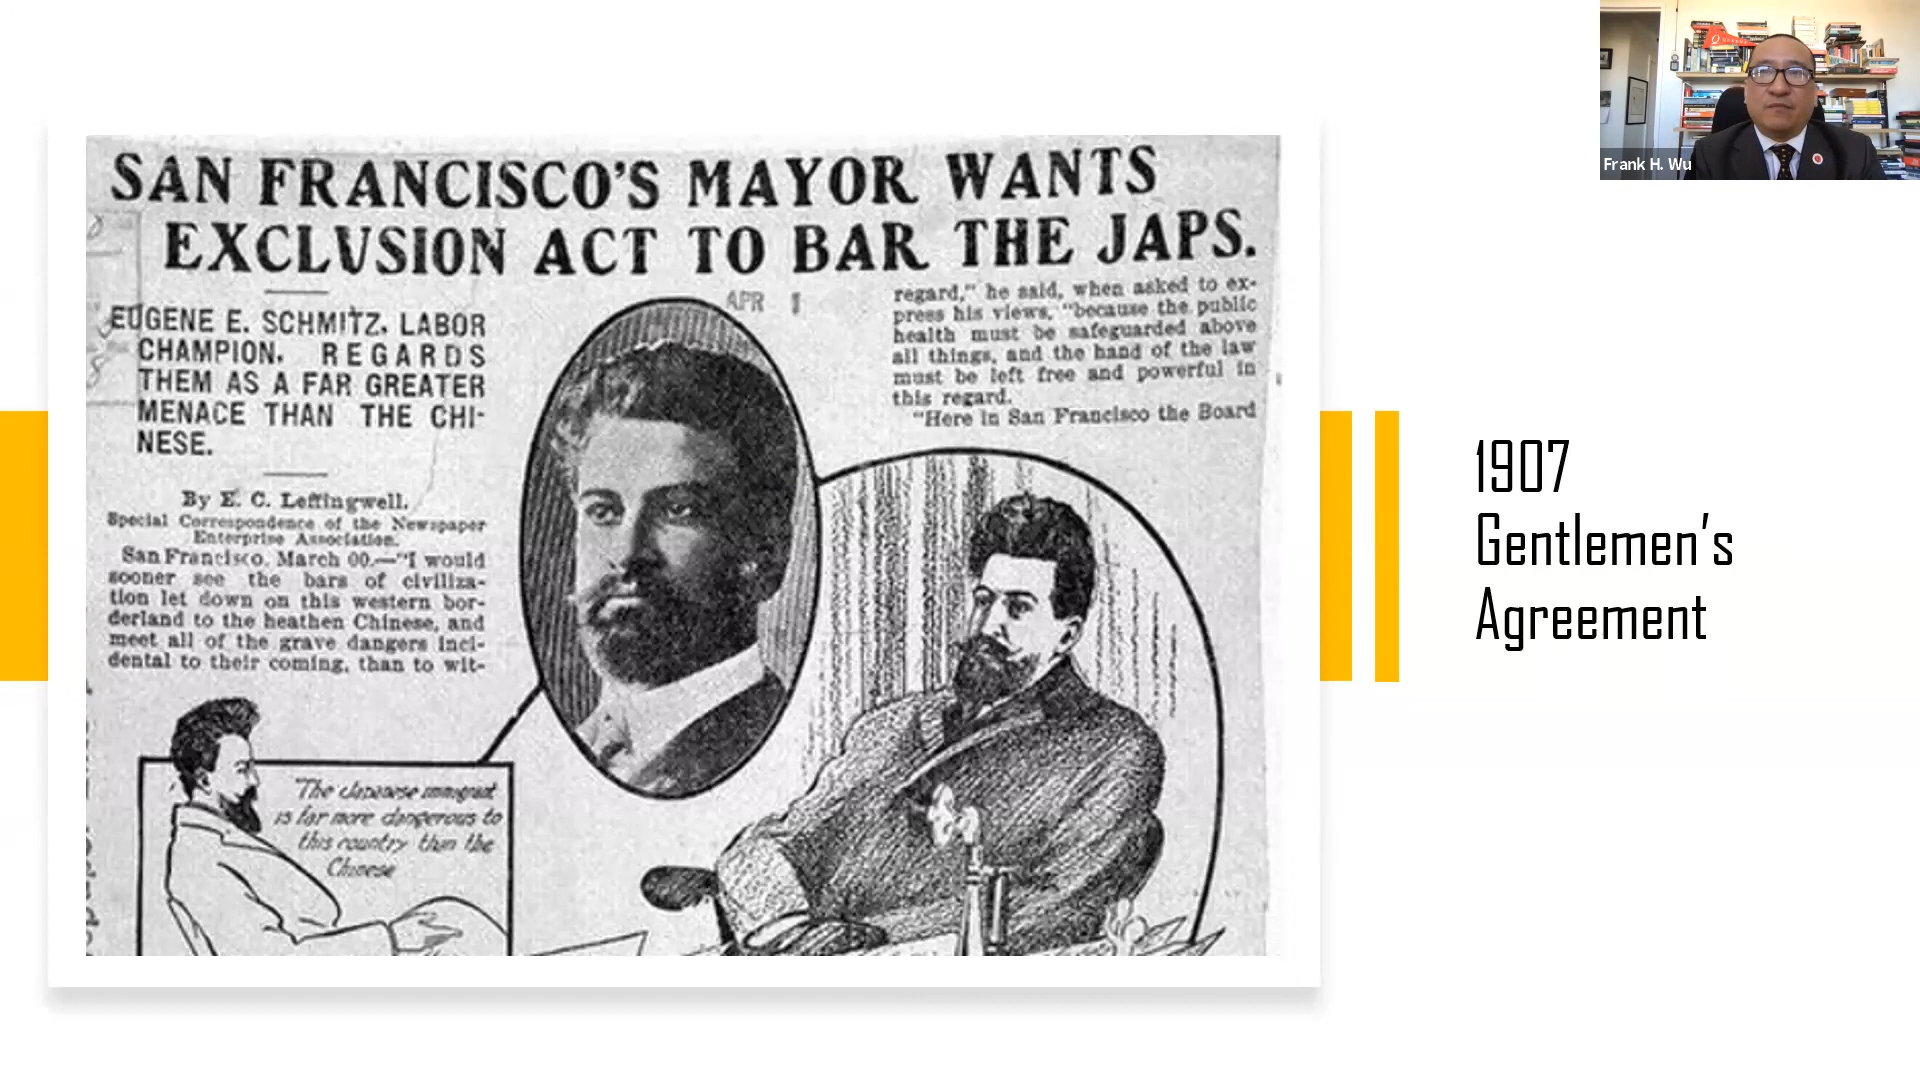 SAN FRANCISCO'S MAYOR WANTS
EXCLUSION ACT TO BAR THE JAPS.
APR
EUGENE E. SCHMITZ, LABOR
CHAMPION, REGARDS
THEM AS A FAR GREATER
MENACE THAN THE CHI-
NESE.
By E. C. Leffingwell.
Special Correspondence of the Newspaper
Enterprise Association.
San Francisco, March 00.—"I would
sooner see the bars of civiliza-
tion let down on this western bor-
derland to the heathen Chinese, and
meet all of the grave dangers inci-
dental to their coming, than to wit-
regard," he said, when asked to ex-
press his views, "because the public
health must be safeguarded above
all things, and the hand of the law
must be left free and powerful in
this regard.
"Here in San Francisco the Board
"The Japanese immigrant
is far more dangerous to
this country than the
Chinese
1907
Gentlemen's
Agreement
Frank H. Wu